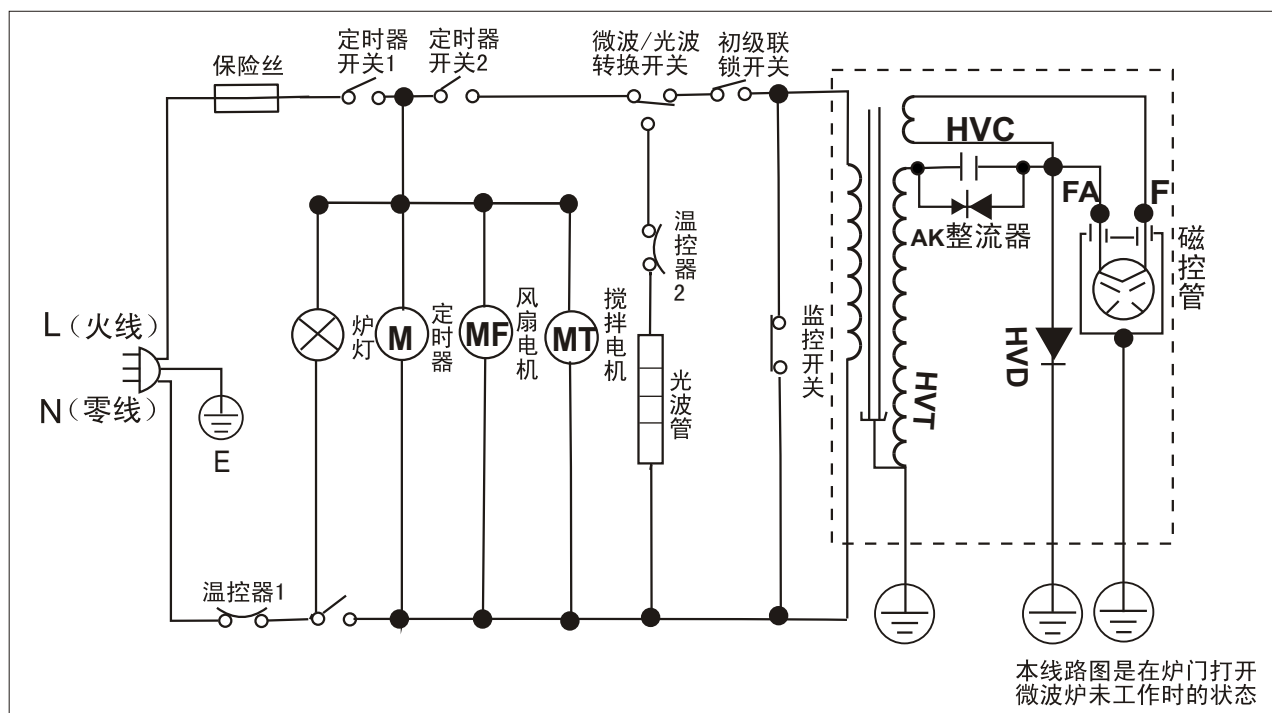 保险丝
定时器
开关1
定时器
开关2
微波/光波
转换开关
初级联
锁开关
HVC
FA
F
AK整流器
磁控管
温控器2
L（火线）
N（零线）
E
炉灯
M
定时器
MF
风扇电机
MT
搅拌电机
光波管
监控开关
HVT
HVD
温控器1
本线路图是在炉门打开
微波炉未工作时的状态